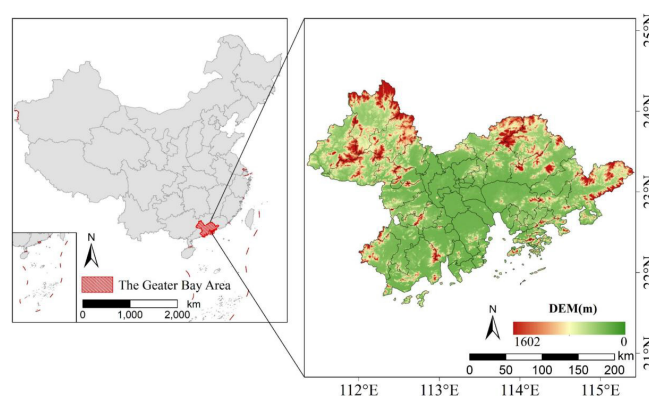 N
The Geater Bay Area
0
1,000
2,000
km
25°N
24°N
23°N
22°N
21°N
N
DEM(m)
1602
0
km
0
50
100
150
200
112°E
113°E
114°E
115°E